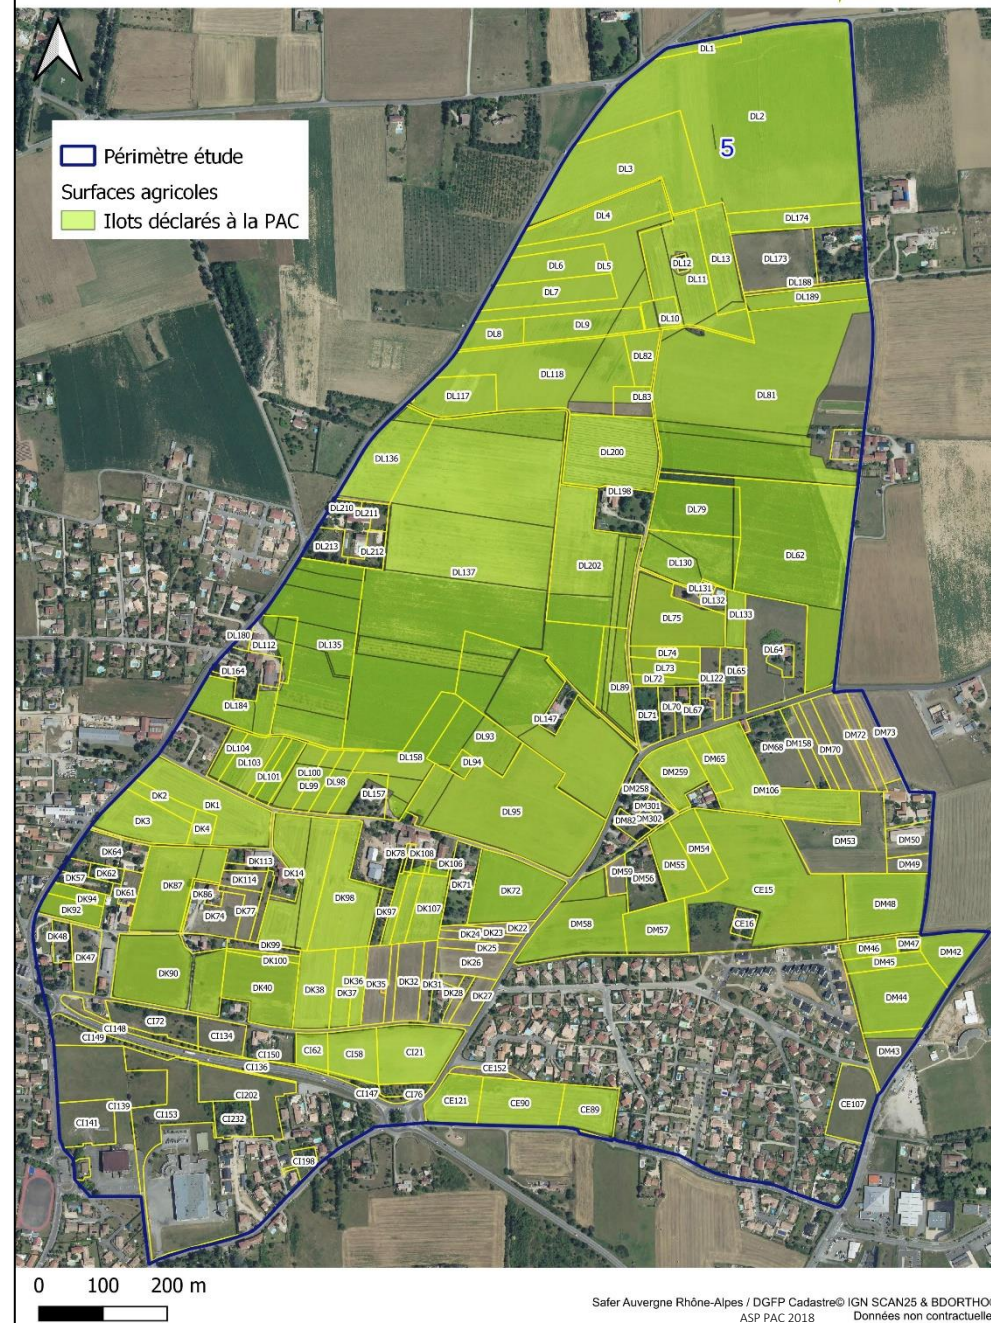 Périmètre étude
Surfaces agricoles
Ilots déclarés à la PAC
DL1
DL2
5
DL3
DL4
DL174
DL6
DL5
DL12
DL13
DL173
DL7
DL11
DL188
DL189
DL10
DL8
DL9
DL82
DL118
DL117
DL83
DL81
DL136
DL200
DL198
DL210
DL211
DL79
DL213
DL212
DL62
DL137
DL202
DL130
DL131
DL132
DL133
DL75
DL180
DL112
DL135
DL74
DL64
DL164
DL73
DL72
DL122
DL65
DL89
DL184
DL147
DL71
DL70
DL67
DL93
DM72
DM73
DL104
DL103
DL158
DL94
DM68
DM158
DM70
DL101
DL100
DL99
DL98
DL157
DM259
DM65
DM258
DM106
DK2
DK1
DL95
DM301
DM302
DM82
DK3
DK4
DM53
DM50
DK64
DK78
DK108
DK113
DK106
DM54
DM49
DK57
DK62
DK61
DK114
DK14
DK71
DK72
DM59
DM56
DM55
CE15
DK94
DK92
DK87
DK86
DK74
DK77
DK98
DK97
DK107
DM48
DK48
DK47
DK99
DK100
DK24
DK23
DK22
DK25
DK26
DM58
DM57
CE16
DM46
DM47
DM42
DM45
DK90
DK40
DK38
DK36
DK37
DK35
DK32
DK31
DK28
DK27
DM44
CI72
CI148
CI149
CI134
CI150
CI136
CI62
CI58
CI21
DM43
CE152
CI147
CI76
CE121
CE90
CE89
CE107
CI139
CI141
CI153
CI202
CI232
CI198
0 100 200 m
Safer Auvergne Rhône-Alpes / DGFP Cadastre© IGN SCAN25 & BDORTHO
ASP PAC 2018 Données non contractuelle